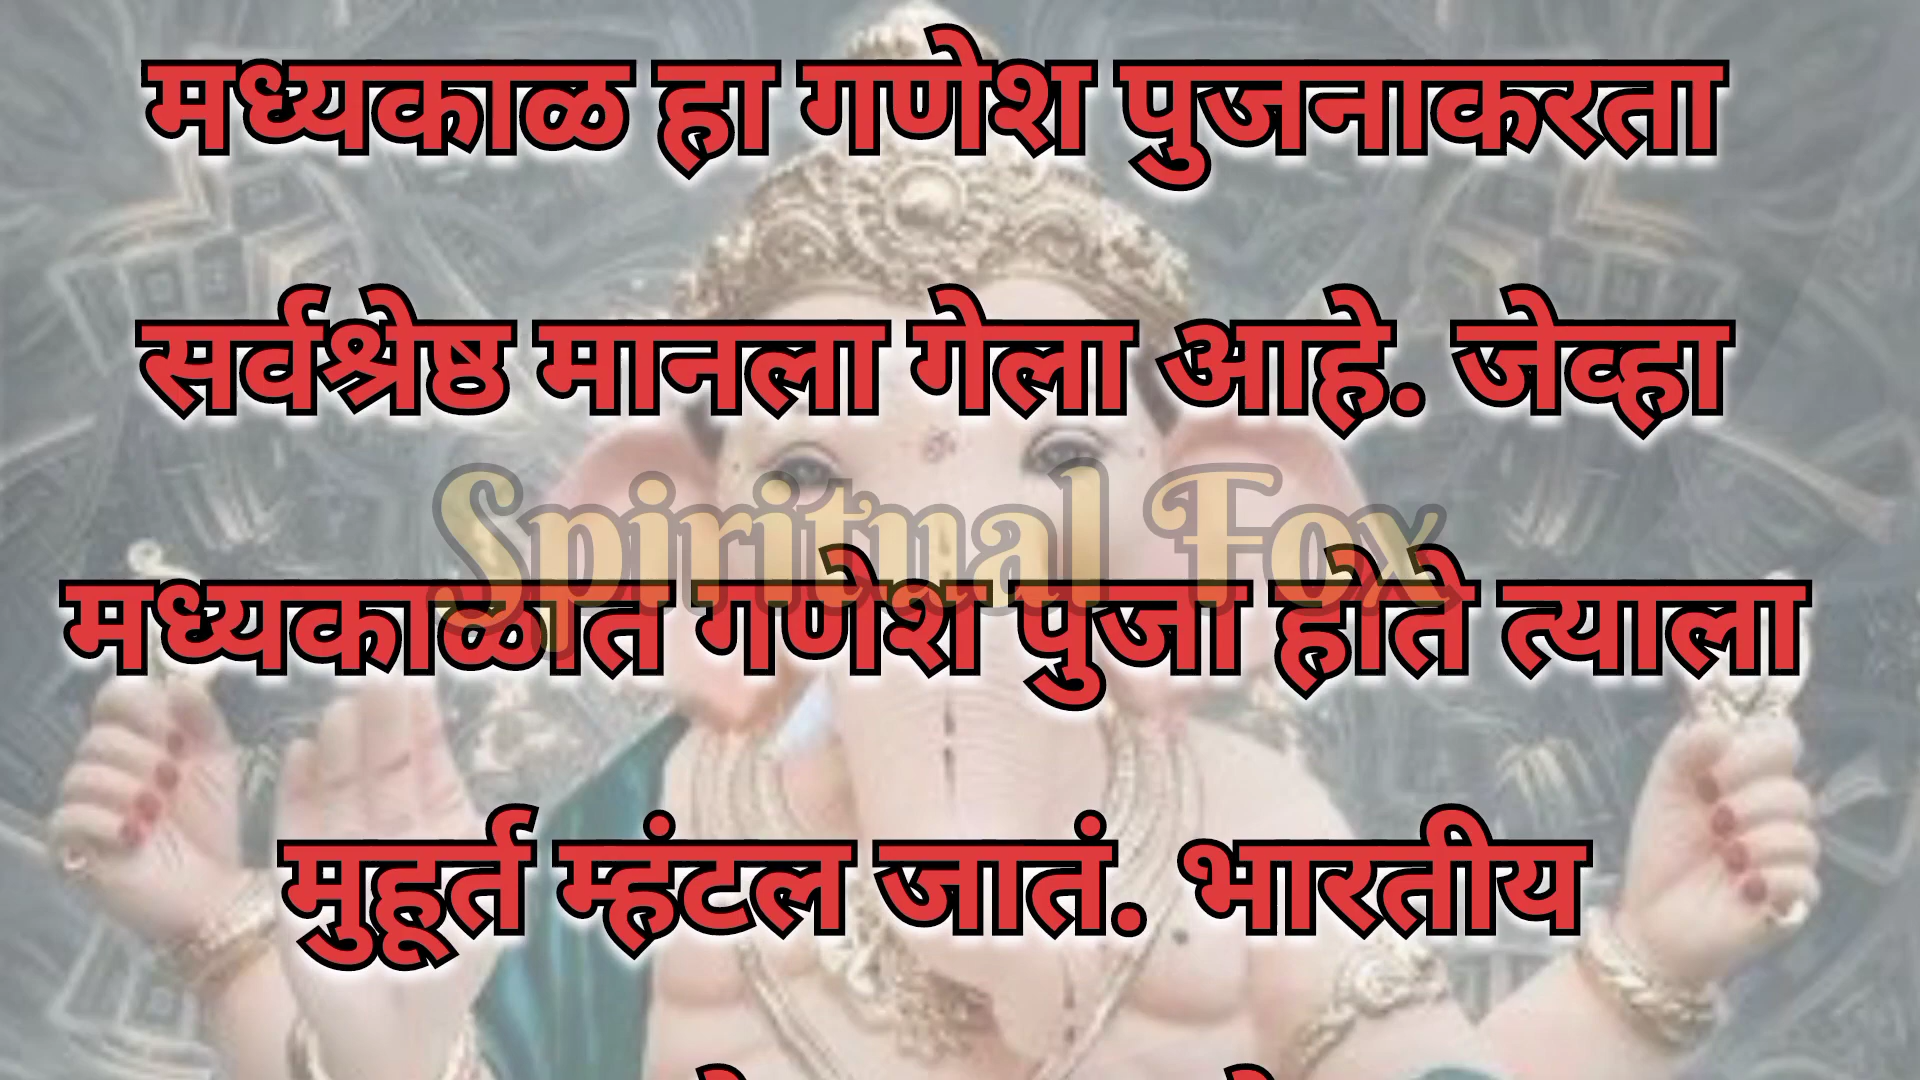 मध्यकाळ हा गणेश पुजनाकरता
सर्वश्रेष्ठ मानला गेला आहे. जेव्हा
Spiritual Fox
मध्यकाळात गणेश पुजा होते त्याला
मुहूर्त म्हंटल जातं. भारतीय